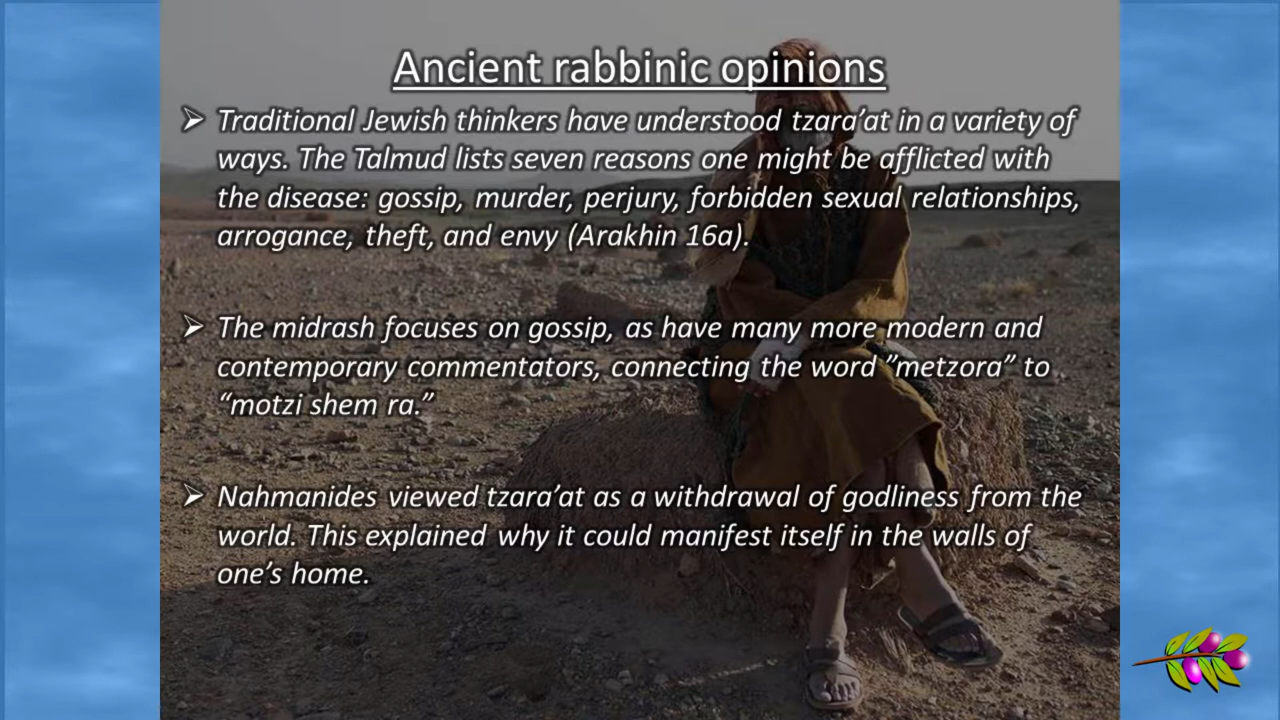 Ancient rabbinic opinions
➢ Traditional Jewish thinkers have understood tzara’at in a variety of
ways. The Talmud lists seven reasons one might be afflicted with
the disease: gossip, murder, perjury, forbidden sexual relationships,
arrogance, theft, and envy (Arakhin 16a).
➢ The midrash focuses on gossip, as have many more modern and
contemporary commentators, connecting the word ”metzora” to
“motzi shem ra.”
➢ Nahmanides viewed tzara’at as a withdrawal of godliness from the
world. This explained why it could manifest itself in the walls of
one’s home.